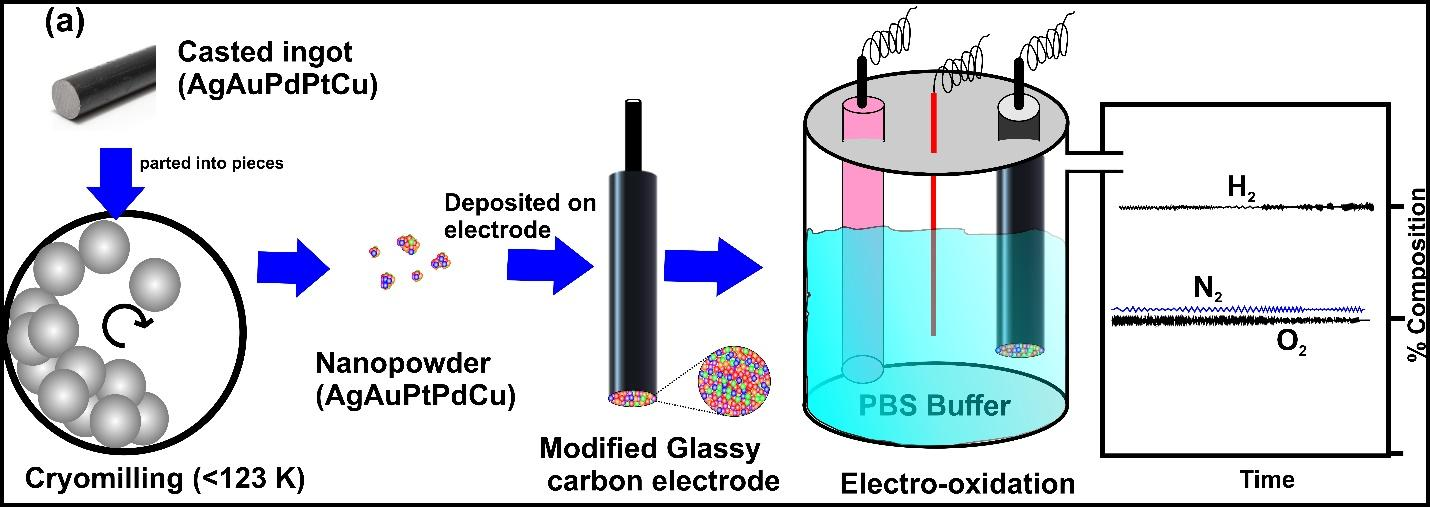 (a)
Casted ingot
(AgAuPdPtCu)
parted into pieces
Cryomilling (<123 K)
Nanopowder
(AgAuPtPdCu)
Deposited on
electrode
Modified Glassy
carbon electrode
PBS Buffer
Electro-oxidation
H₂
N₂
O₂
% Composition
Time